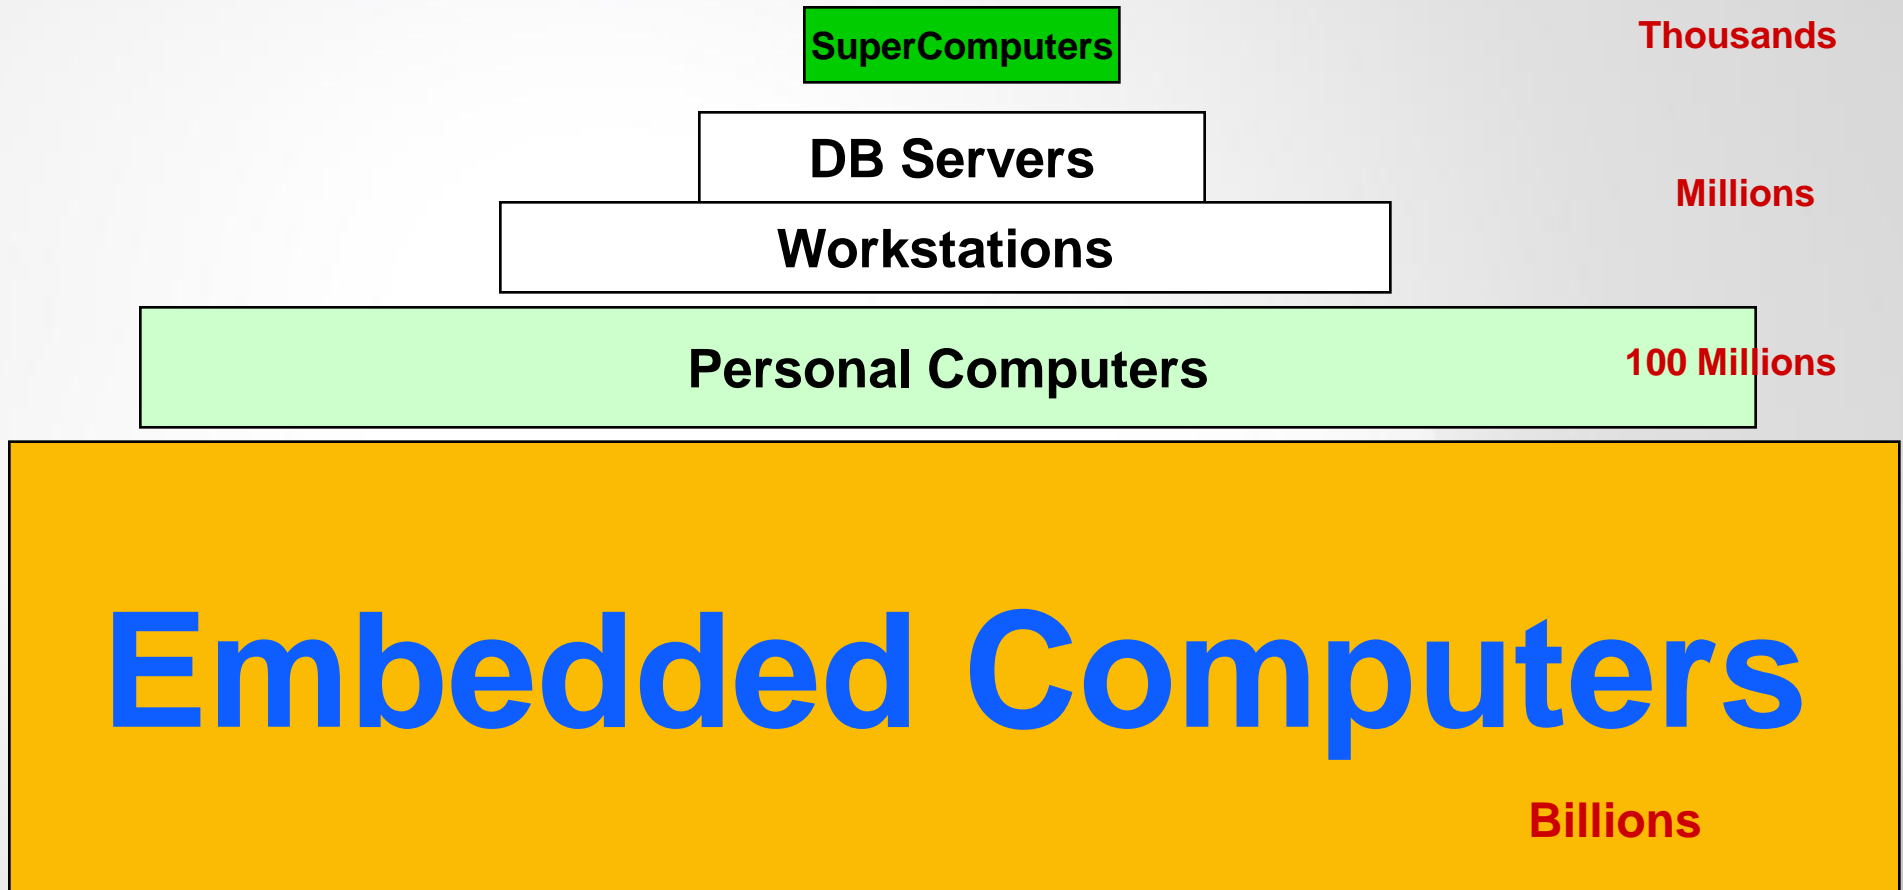 SuperComputers
Thousands
DB Servers
Millions
Workstations
Personal Computers
100 Millions
Embedded Computers
Billions